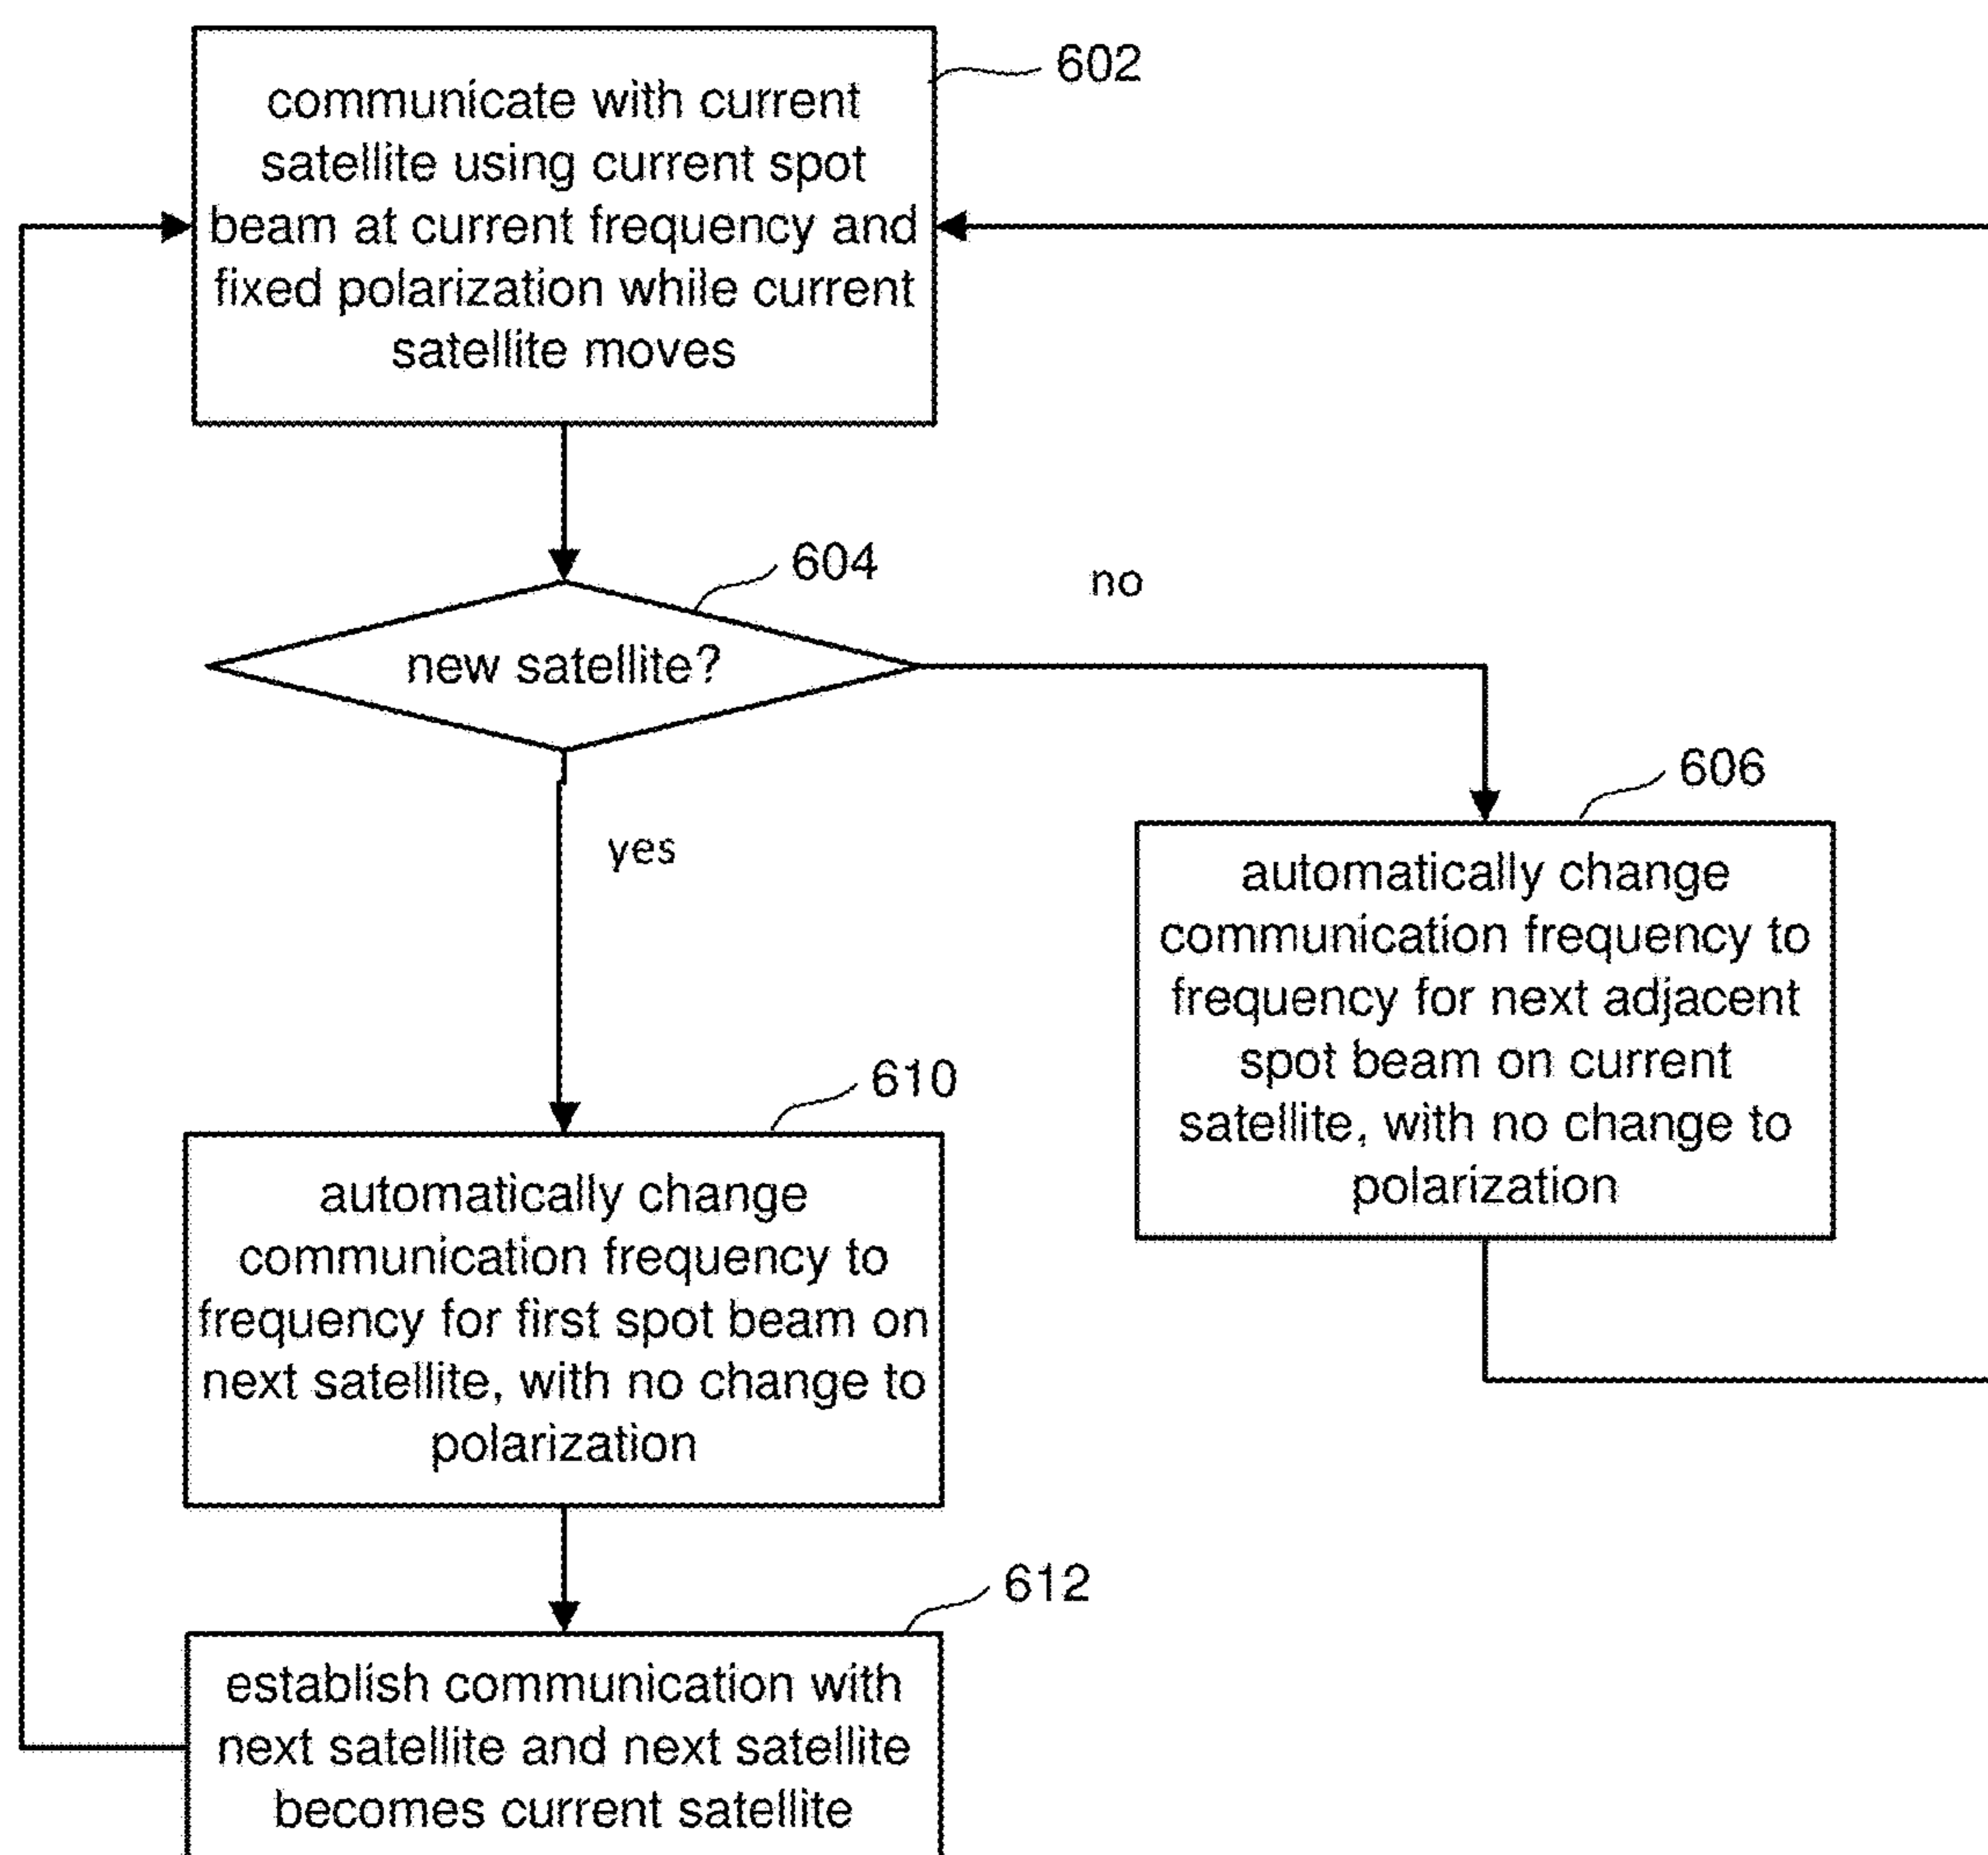 602
communicate with current
satellite using current spot
beam at current frequency and
fixed polarization while current
satellite moves
604
new satellite?
no
yes
606
automatically change
communication frequency to
frequency for next adjacent
spot beam on current
satellite, with no change to
polarization
610
automatically change
communication frequency to
frequency for first spot beam on
next satellite, with no change to
polarization
612
establish communication with
next satellite and next satellite
becomes current satellite